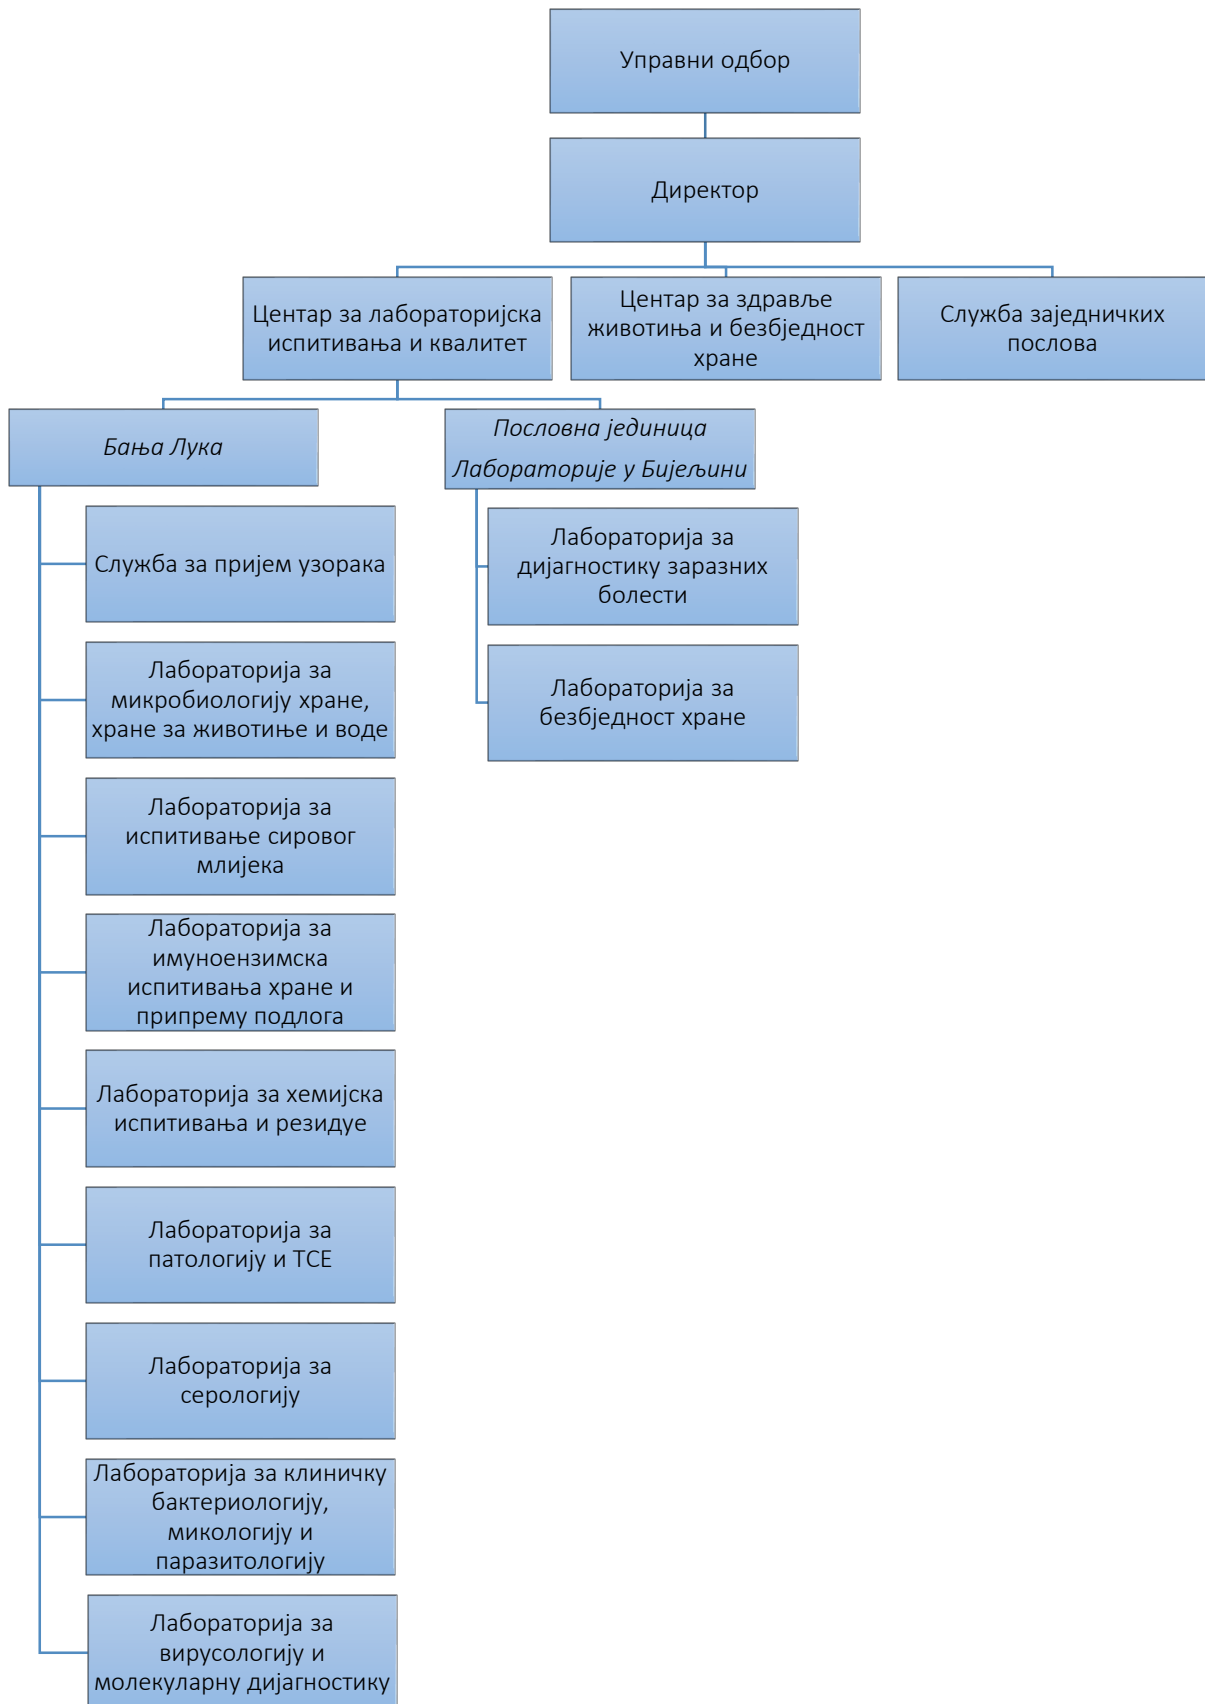 Управни одбор
Директор
Центар за лабораторијска
испитивања и квалитет
Центар за здравље
животиња и безбједност
хране
Служба заједничких
послова
Бања Лука
Пословна јединица
Лабораторије у Бијељини
Служба за пријем узорака
Лабораторија за
микробиологију хране,
хране за животиње и воде
Лабораторија за
испитивање сировог
млијека
Лабораторија за
имуноензимска
испитивања хране и
припрему подлога
Лабораторија за хемијска
испитивања и резидуе
Лабораторија за
патологију и ТСЕ
Лабораторија за
серологију
Лабораторија за клиничку
бактериологију,
микологију и
паразитологију
Лабораторија за
вирусологију и
молекуларну дијагностику
Лабораторија за
дијагностику заразних
болести
Лабораторија за
безбједност хране